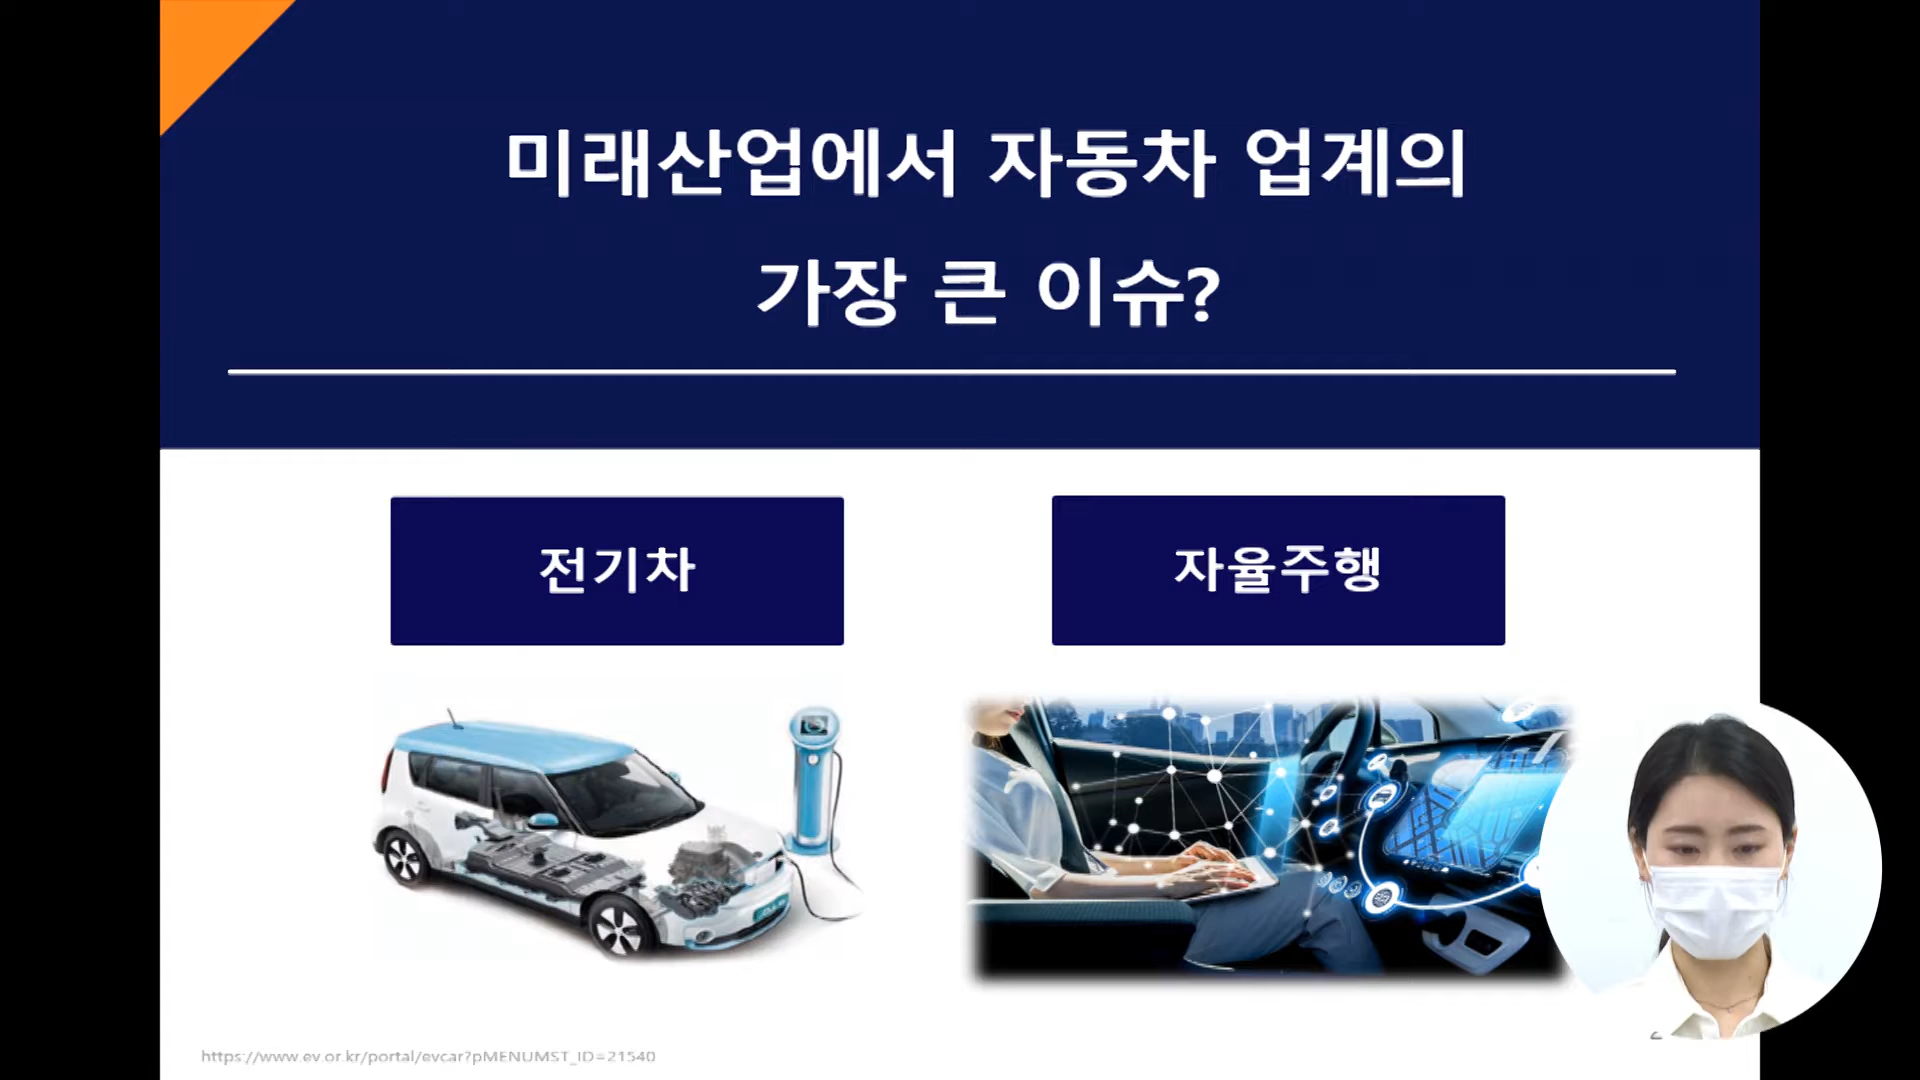 미래산업에서 자동차 업계의
가장 큰 이슈?
전기차
자율주행
https://www.ev.or.kr/portal/evcar?pMENUMST_ID=21540